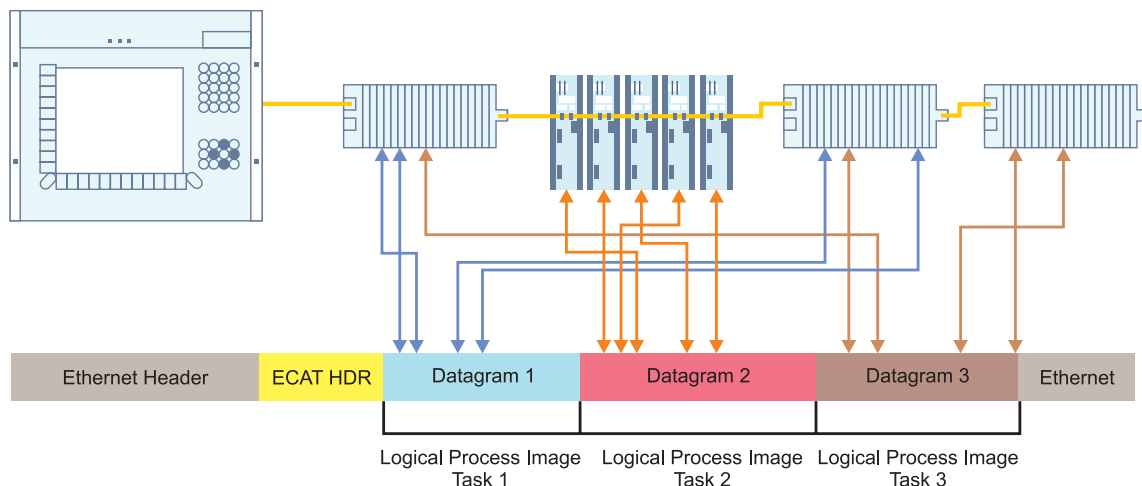 Ethernet Header
ECAT HDR
Datagram 1
Datagram 2
Datagram 3
Ethernet
Logical Process Image
Task 1
Logical Process Image
Task 2
Logical Process Image
Task 3